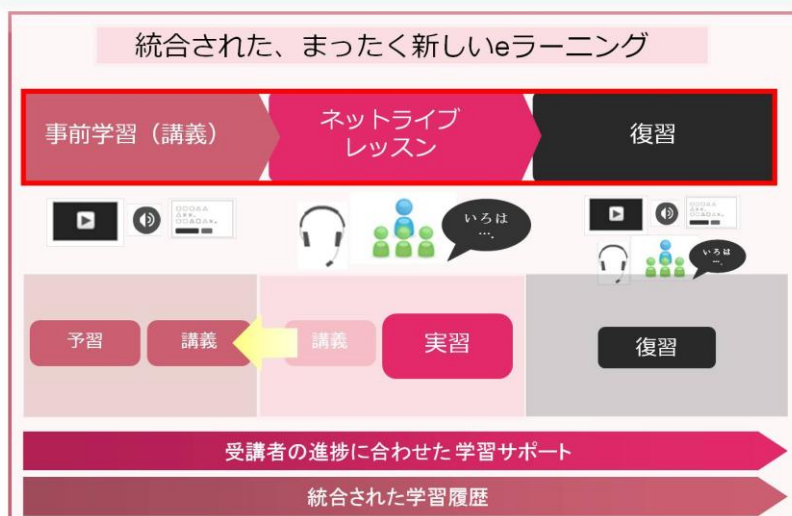 統合された、まったく新しいeラーニング
事前学習（講義）
ネットライブ
レッスン
復習
いろは
….
いろは
….
予習
講義
講義
実習
復習
受講者の進捗に合わせた学習サポート
統合された学習履歴